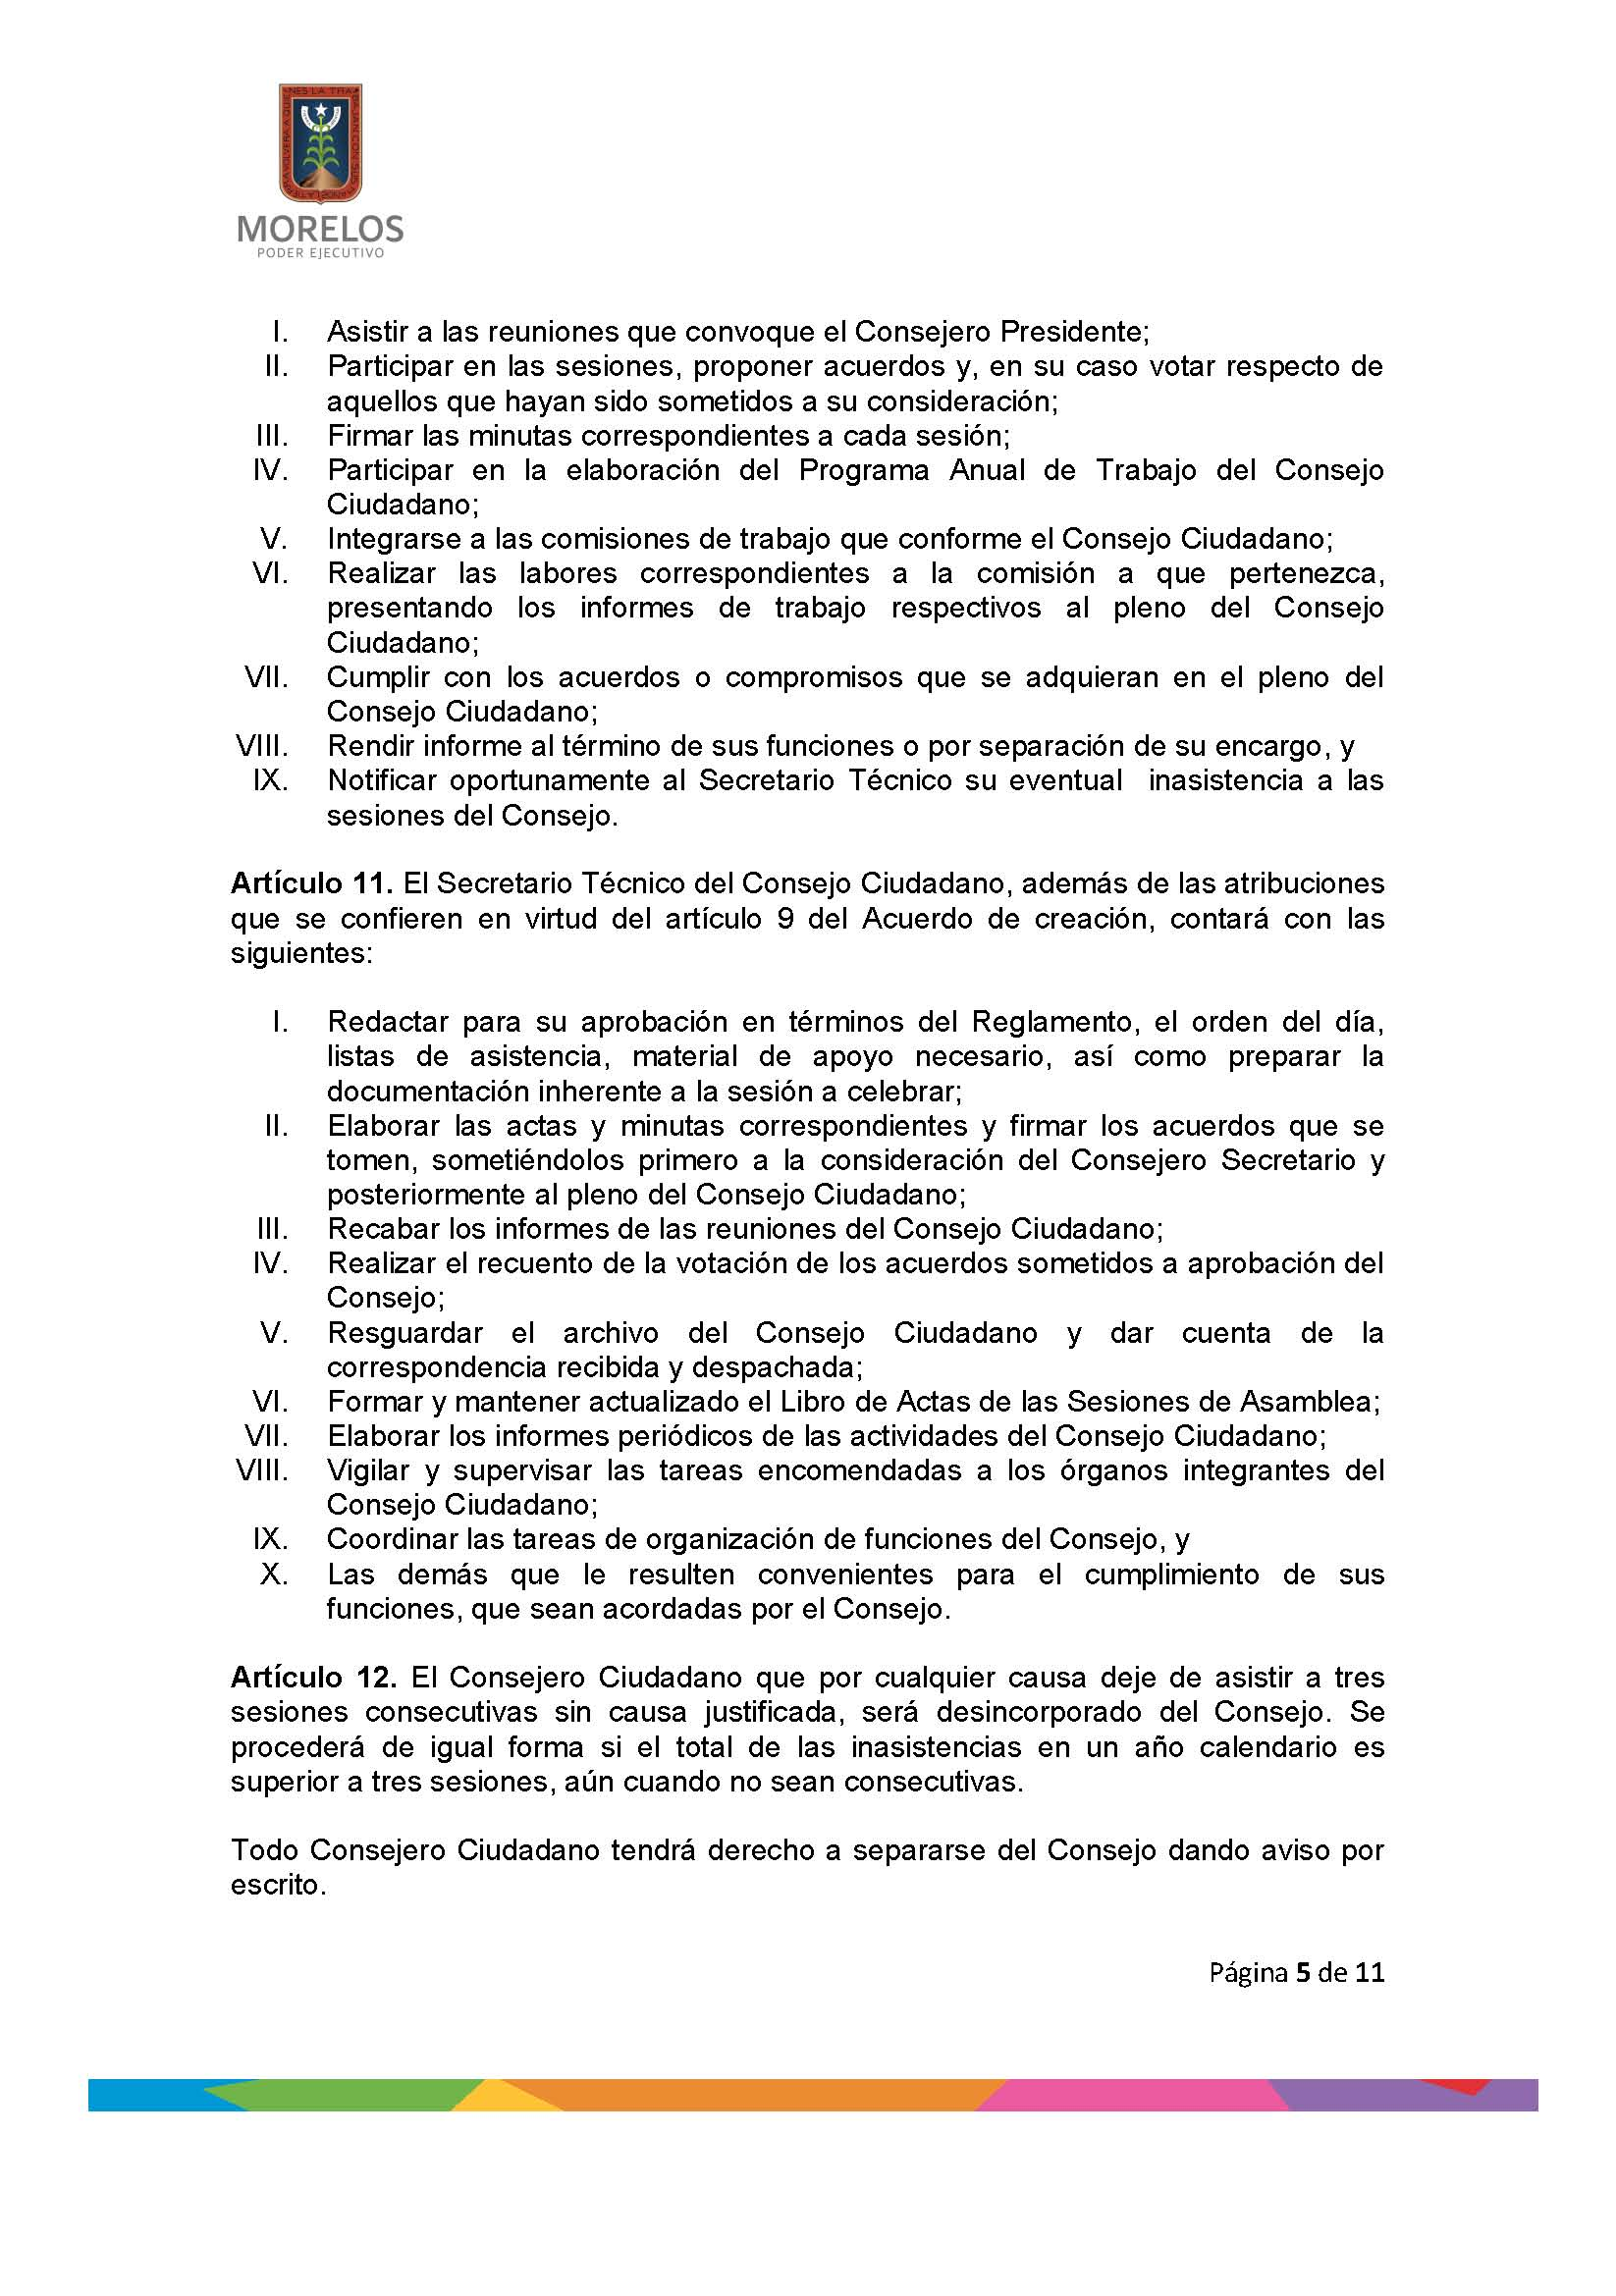 MORELOS
PODER EJECUTIVO
I. Asistir a las reuniones que convoque el Consejero Presidente;
II. Participar en las sesiones, proponer acuerdos y, en su caso votar respecto de
aquellos que hayan sido sometidos a su consideración;
III. Firmar las minutas correspondientes a cada sesión;
IV. Participar en la elaboración del Programa Anual de Trabajo del Consejo
Ciudadano;
V. Integrarse a las comisiones de trabajo que conforme el Consejo Ciudadano;
VI. Realizar las labores correspondientes a la comisión a que pertenezca,
presentando los informes de trabajo respectivos al pleno del Consejo
Ciudadano;
VII. Cumplir con los acuerdos o compromisos que se adquieran en el pleno del
Consejo Ciudadano;
VIII. Rendir informe al término de sus funciones o por separación de su encargo, y
IX. Notificar oportunamente al Secretario Técnico su eventual inasistencia a las
sesiones del Consejo.
Artículo 11. El Secretario Técnico del Consejo Ciudadano, además de las atribuciones
que se confieren en virtud del artículo 9 del Acuerdo de creación, contará con las
siguientes:
I. Redactar para su aprobación en términos del Reglamento, el orden del día,
listas de asistencia, material de apoyo necesario, así como preparar la
documentación inherente a la sesión a celebrar;
II. Elaborar las actas y minutas correspondientes y firmar los acuerdos que se
tomen, sometiéndolos primero a la consideración del Consejero Secretario y
posteriormente al pleno del Consejo Ciudadano;
III. Recabar los informes de las reuniones del Consejo Ciudadano;
IV. Realizar el recuento de la votación de los acuerdos sometidos a aprobación del
Consejo;
V. Resguardar el archivo del Consejo Ciudadano y dar cuenta de la
correspondencia recibida y despachada;
VI. Formar y mantener actualizado el Libro de Actas de las Sesiones de Asamblea;
VII. Elaborar los informes periódicos de las actividades del Consejo Ciudadano;
VIII. Vigilar y supervisar las tareas encomendadas a los órganos integrantes del
Consejo Ciudadano;
IX. Coordinar las tareas de organización de funciones del Consejo, y
X. Las demás que le resulten convenientes para el cumplimiento de sus
funciones, que sean acordadas por el Consejo.
Artículo 12. El Consejero Ciudadano que por cualquier causa deje de asistir a tres
sesiones consecutivas sin causa justificada, será desincorporado del Consejo. Se
procederá de igual forma si el total de las inasistencias en un año calendario es
superior a tres sesiones, aún cuando no sean consecutivas.
Todo Consejero Ciudadano tendrá derecho a separarse del Consejo dando aviso por
escrito.
Página 5 de 11